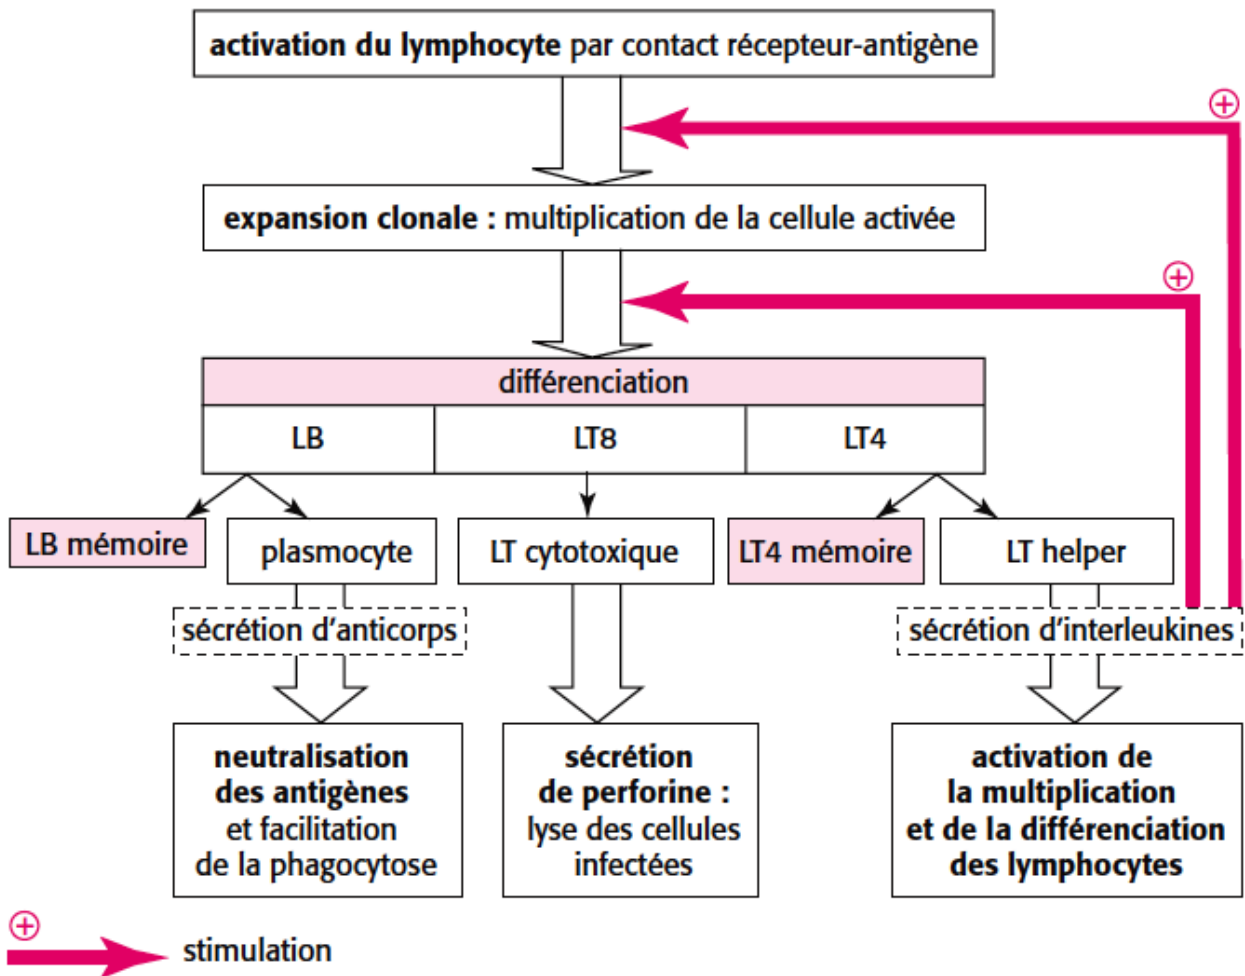 activation du lymphocyte par contact récepteur-antigène
+
expansion clonale : multiplication de la cellule activée
+
différenciation
LB
LT8
LT4
LB mémoire
plasmocyte
LT cytotoxique
LT4 mémoire
LT helper
sécrétion d'anticorps
sécrétion d'interleukines
neutralisation
des antigènes
et facilitation
de la phagocytose
sécrétion
de perforine :
lyse des cellules
infectées
activation de
la multiplication
et de la différenciation
des lymphocytes
+
stimulation